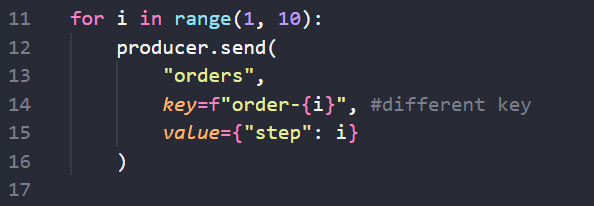 11 for i in range(1, 10):
12     producer.send(
13         "orders",
14         key=f"order-{i}", #different key
15         value={"step": i}
16     )
17